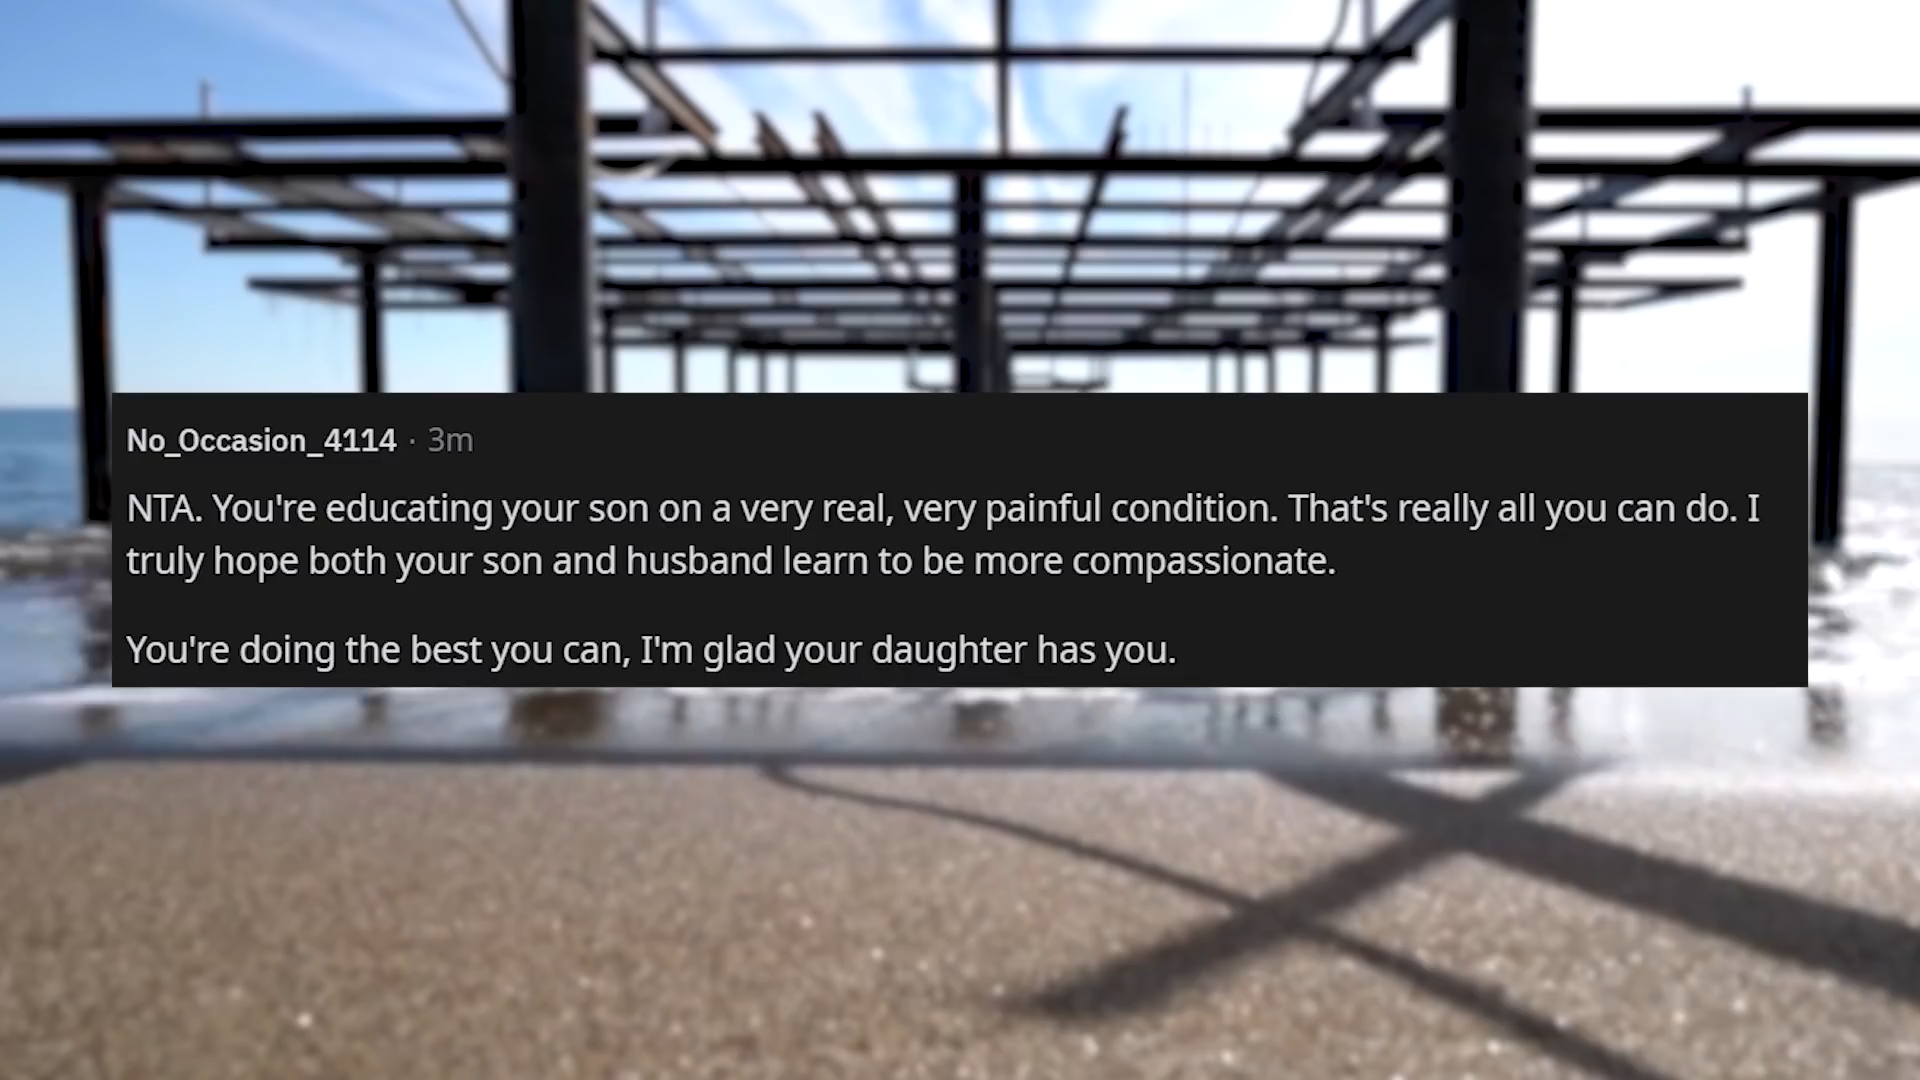 No_Occasion_4114 · 3m
NTA. You're educating your son on a very real, very painful condition. That's really all you can do. I
truly hope both your son and husband learn to be more compassionate.
You're doing the best you can, I'm glad your daughter has you.